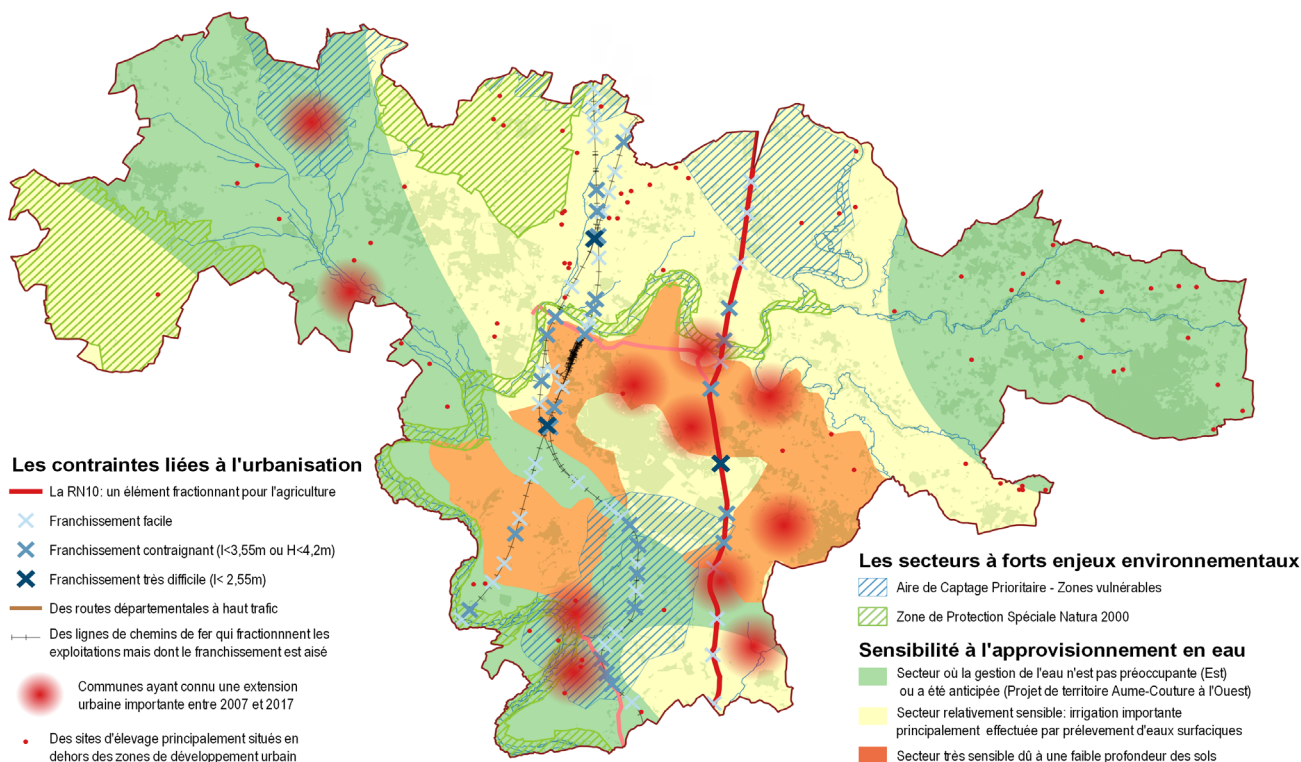 Les contraintes liées à l'urbanisation
La RN10: un élément fractionnant pour l'agriculture
Franchissement facile
Franchissement contraignant (l<3,55m ou H<4,2m)
Franchissement très difficile (l< 2,55m)
Des routes départementales à haut trafic
Des lignes de chemins de fer qui fractionnnent les
exploitations mais dont le franchissement est aisé
Communes ayant connu une extension
urbaine importante entre 2007 et 2017
Des sites d'élevage principalement situés en
dehors des zones de développement urbain
Les secteurs à forts enjeux environnementaux
Aire de Captage Prioritaire - Zones vulnérables
Zone de Protection Spéciale Natura 2000
Sensibilité à l'approvisionnement en eau
Secteur où la gestion de l'eau n'est pas préoccupante (Est)
ou a été anticipée (Projet de territoire Aume-Couture à l'Ouest)
Secteur relativement sensible: irrigation importante
principalement effectuée par prélevement d'eaux surfaciques
Secteur très sensible dû à une faible profondeur des sols